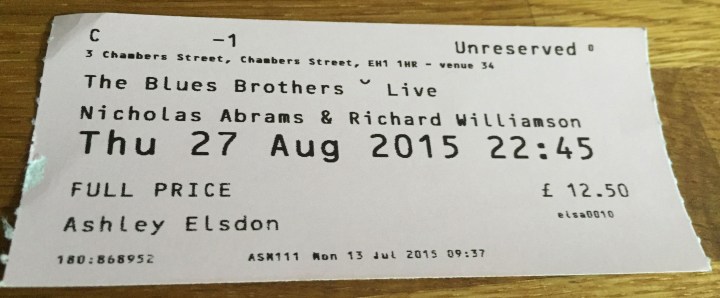 C -1 Unreserved 0
3 Chambers Street, Chambers Street, EH1 1HR - venue 34
The Blues Brothers ˘ Live
Nicholas Abrams & Richard Williamson
Thu 27 Aug 2015 22:45
FULL PRICE £ 12.50
elsa0010
Ashley Elsdon
180:868952 ASM111 Mon 13 Jul 2015 09:37